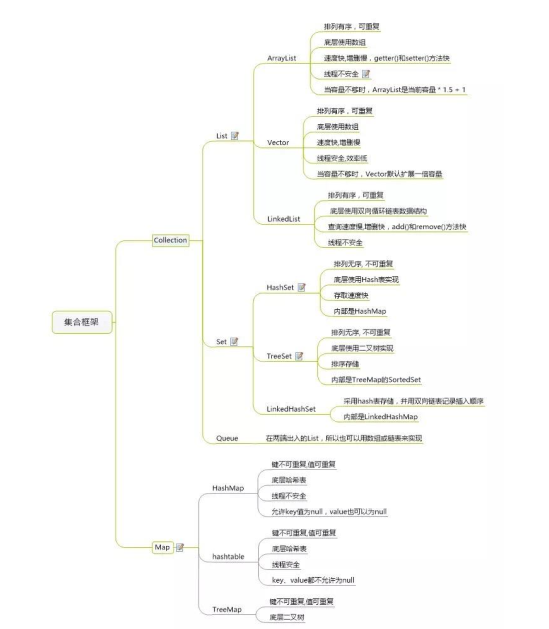 集合框架
Collection
List
ArrayList
排列有序，可重复
底层使用数组
速度快,增删慢，getter()和setter()方法快
线程不安全
当容量不够时，ArrayList是当前容量 * 1.5 + 1
Vector
排列有序，可重复
底层使用数组
速度快,增删慢
线程安全,效率低
当容量不够时，Vector默认扩展一倍容量
LinkedList
排列有序，可重复
底层使用双向循环链表数据结构
查询速度慢,增删快，add()和remove()方法快
线程不安全
Set
HashSet
排列无序, 不可重复
底层使用Hash表实现
存取速度快
内部是HashMap
TreeSet
排列无序, 不可重复
底层使用二叉树实现
排序存储
内部是TreeMap的SortedSet
LinkedHashSet
采用hash表存储，并用双向链表记录插入顺序
内部是LinkedHashMap
Queue
在两端出入的List，所以也可以用数组或链表来实现
Map
HashMap
键不可重复,值可重复
底层哈希表
线程不安全
允许key值为null，value也可以为null
hashtable
键不可重复,值可重复
底层哈希表
线程安全
key、value都不允许为null
TreeMap
键不可重复,值可重复
底层二叉树